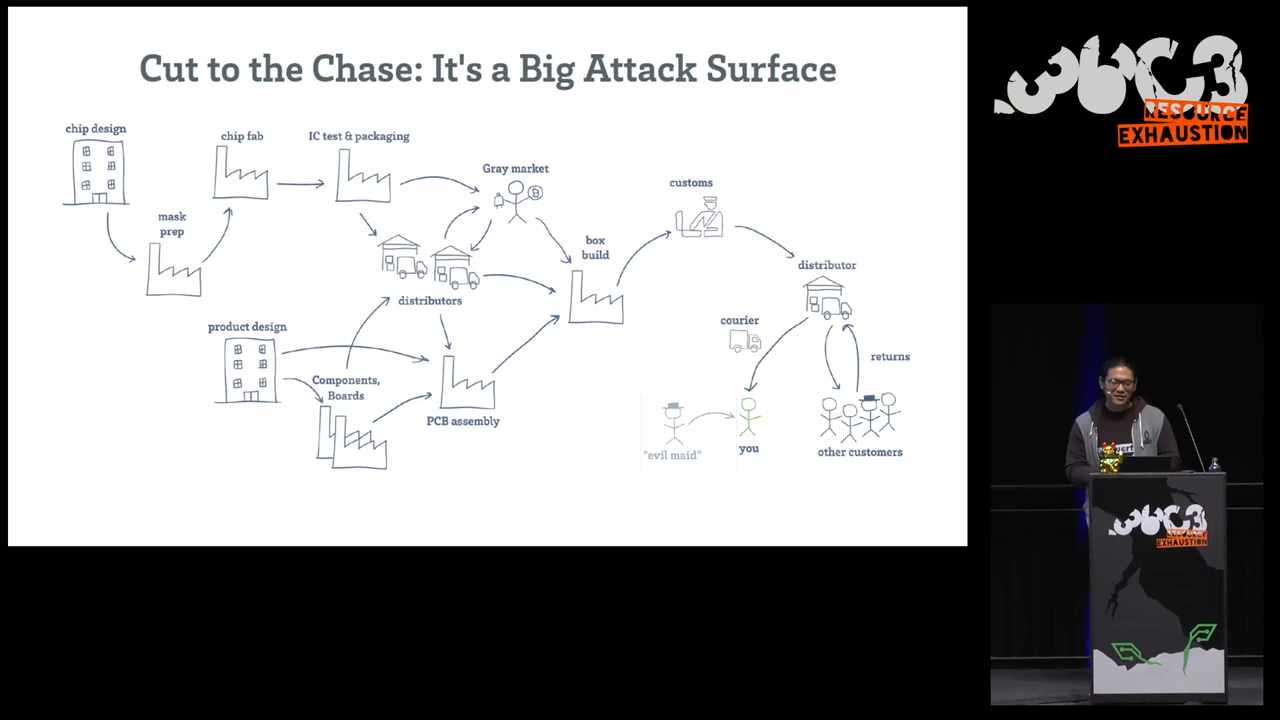 Cut to the Chase: It's a Big Attack Surface
chip design
chip fab
IC test & packaging
mask
prep
Gray market
B
customs
box
build
distributors
distributor
product design
Components,
Boards
PCB assembly
courier
returns
"evil maid"
you
other customers
36C3
RESOURCE
EXHAUSTION
36C3
RESOURCE
EXHAUSTION